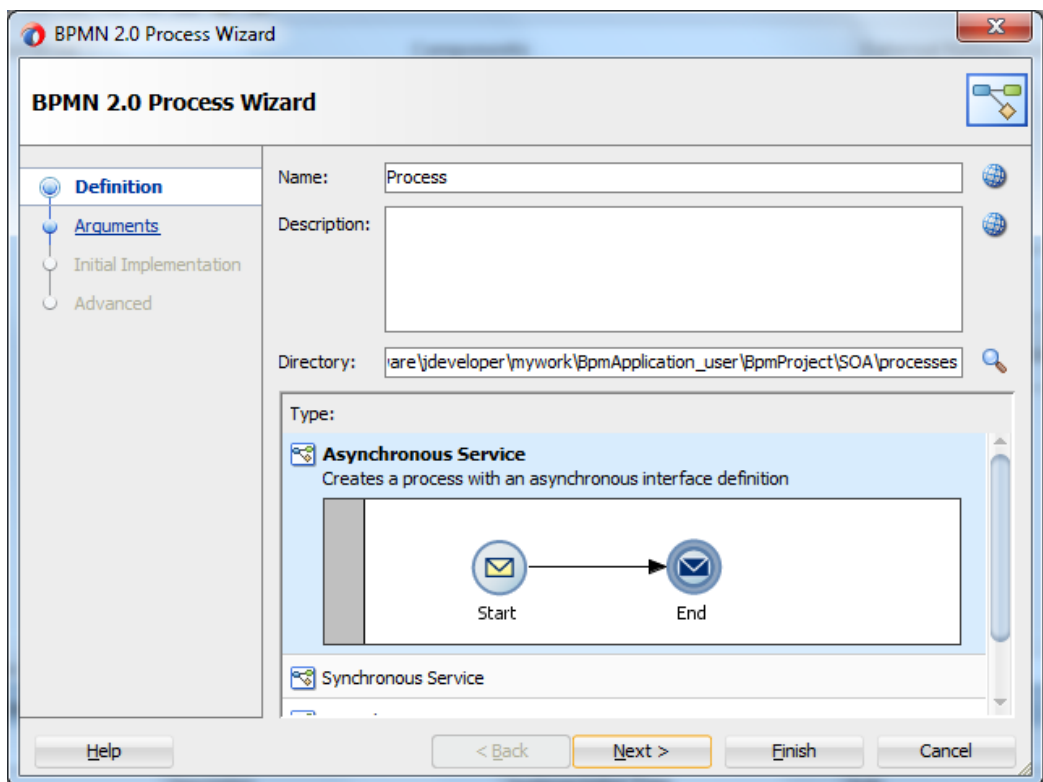 BPMN 2.0 Process Wizard
BPMN 2.0 Process Wizard
Definition
Arguments
Initial Implementation
Advanced
Name: Process
Description:
Directory: are\jdeveloper\mywork\BpmApplication_user\BpmProject\SOA\processes
Type:
Asynchronous Service
Creates a process with an asynchronous interface definition
Start End
Synchronous Service
Help < Back Next > Finish Cancel